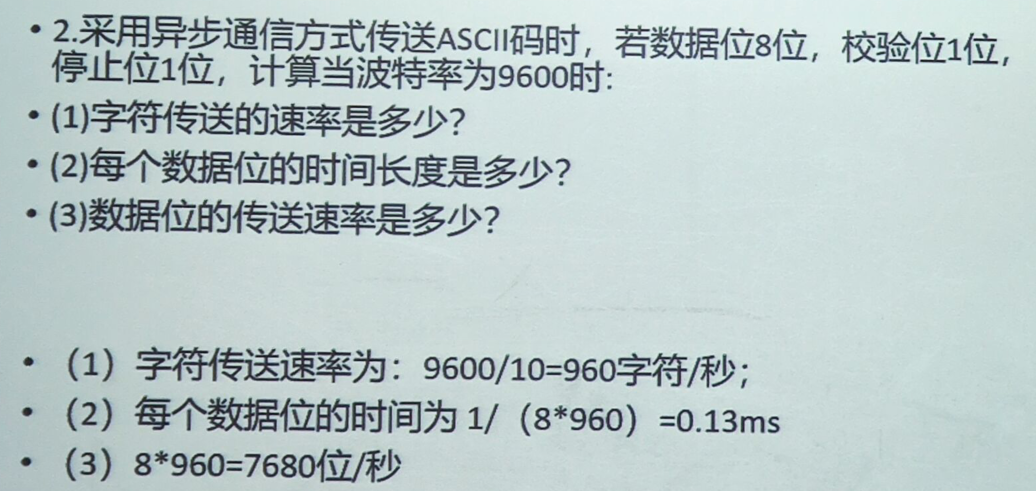 • 2.采用异步通信方式传送ASCII码时，若数据位8位，校验位1位，
停止位1位，计算当波特率为9600时:
• (1)字符传送的速率是多少？
• (2)每个数据位的时间长度是多少？
• (3)数据位的传送速率是多少？
• （1）字符传送速率为：9600/10=960字符/秒；
• （2）每个数据位的时间为 1/（8*960）=0.13ms
• （3）8*960=7680位/秒